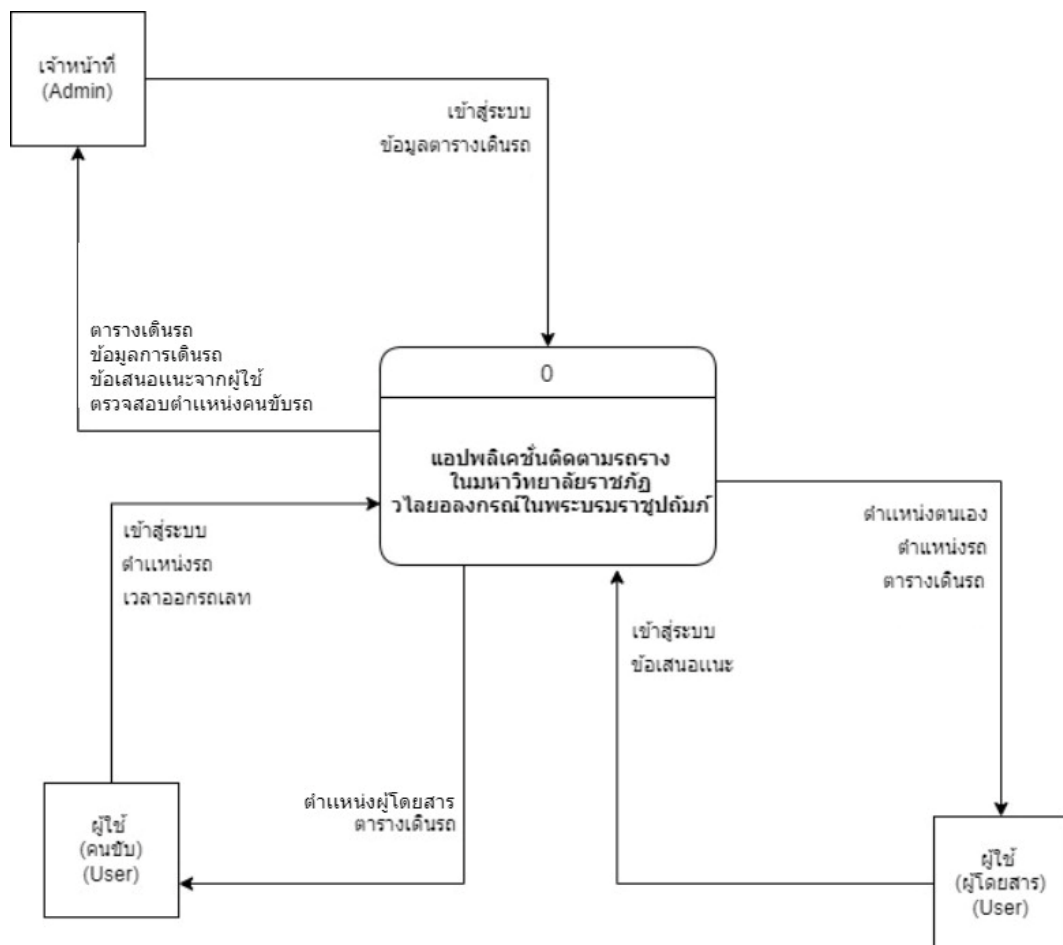 เจ้าหน้าที่
(Admin)
เข้าสู่ระบบ
ข้อมูลตารางเดินรถ
ตารางเดินรถ
ข้อมูลการเดินรถ
ข้อเสนอแนะจากผู้ใช้
ตรวจสอบตำแหน่งคนขับรถ
0
แอปพลิเคชั่นติดตามรถราง
ในมหาวิทยาลัยราชภัฏ
วไลยอลงกรณ์ในพระบรมราชูปถัมภ์
เข้าสู่ระบบ
ตำแหน่งรถ
เวลาออกรถเลท
ตำแหน่งตนเอง
ตำแหน่งรถ
ตารางเดินรถ
เข้าสู่ระบบ
ข้อเสนอแนะ
ตำแหน่งผู้โดยสาร
ตารางเดินรถ
ผู้ใช้
(คนขับ)
(User)
ผู้ใช้
(ผู้โดยสาร)
(User)